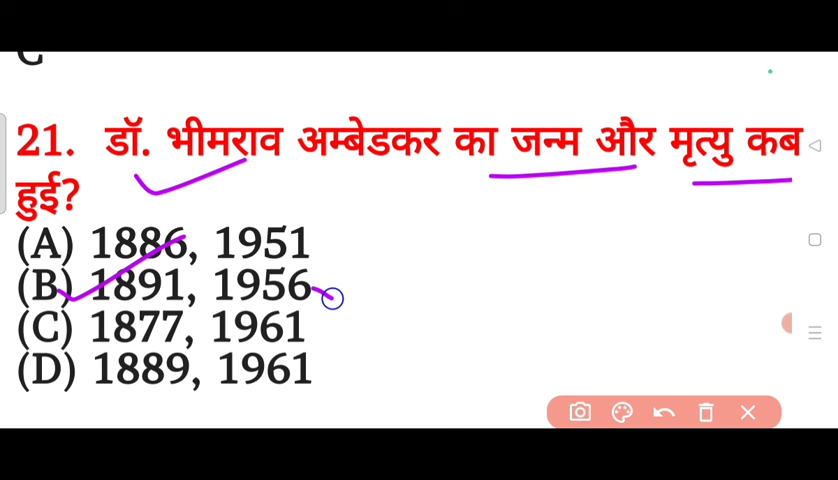 21. डॉ. भीमराव अम्बेडकर का जन्म और मृत्यु कब
हुई?
(A) 1886, 1951
(B) 1891, 1956
(C) 1877, 1961
(D) 1889, 1961